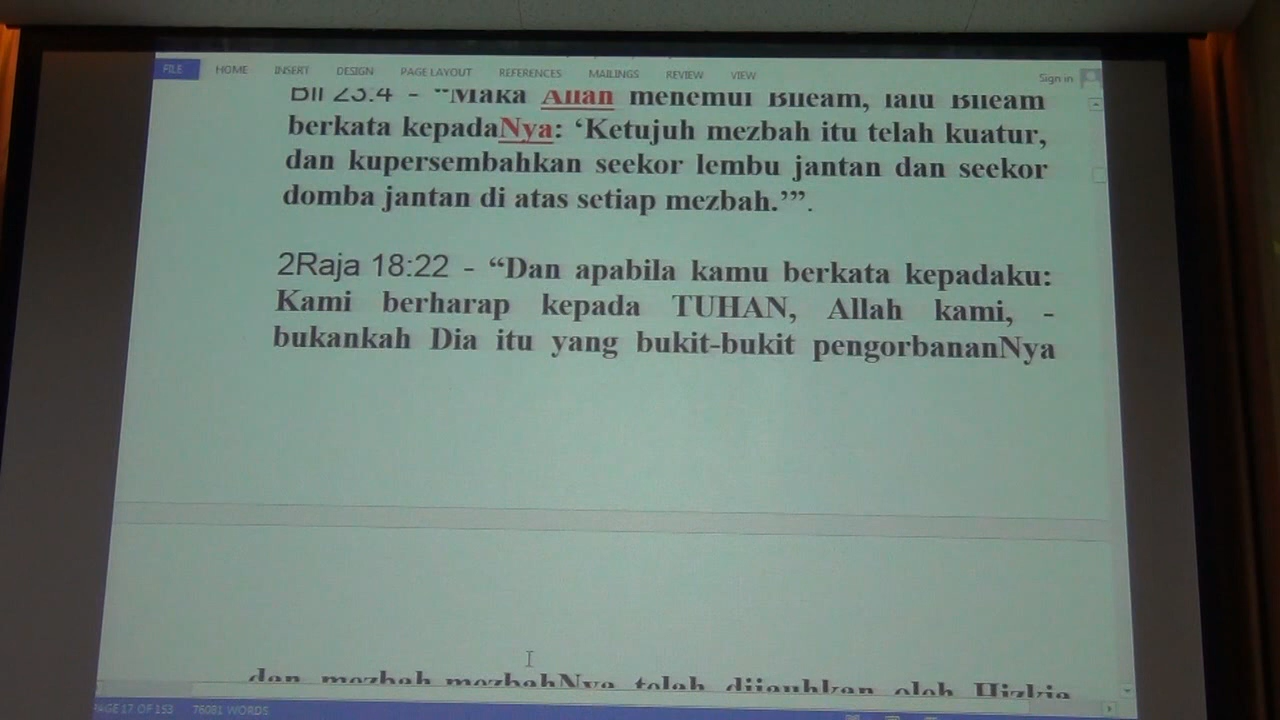 FILE HOME INSERT DESIGN PAGE LAYOUT REFERENCES MAILINGS REVIEW VIEW Sign in
Bil 23:4 - “Maka Allah menemui Bileam, lalu Bileam
berkata kepadaNya: ‘Ketujuh mezbah itu telah kuatur,
dan kupersembahkan seekor lembu jantan dan seekor
domba jantan di atas setiap mezbah.’”.
2Raja 18:22 - “Dan apabila kamu berkata kepadaku:
Kami berharap kepada TUHAN, Allah kami, -
bukankah Dia itu yang bukit-bukit pengorbananNya
dan mezbah-mezbahNya telah dijauhkan oleh Hizkia
PAGE 17 OF 153 76091 WORDS